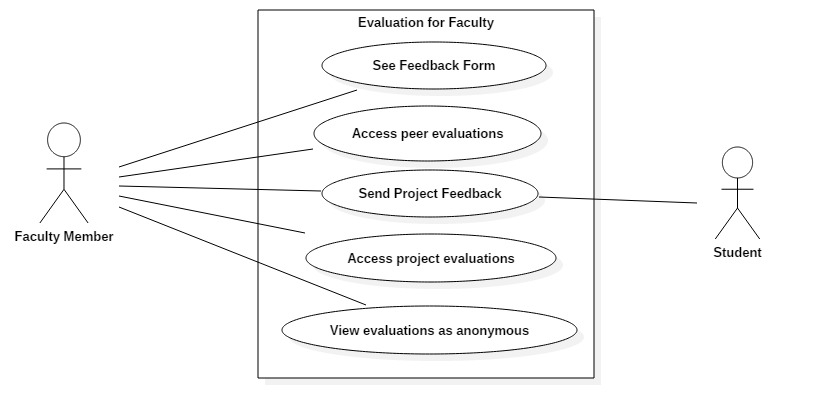 Evaluation for Faculty
See Feedback Form
Access peer evaluations
Send Project Feedback
Faculty Member
Student
Access project evaluations
View evaluations as anonymous